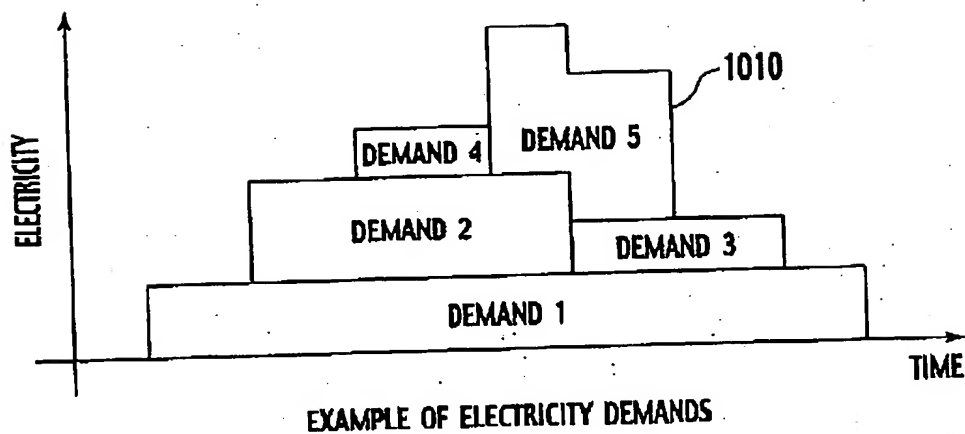 ELECTRICITY
1010
DEMAND 4
DEMAND 5
DEMAND 2
DEMAND 3
DEMAND 1
TIME
EXAMPLE OF ELECTRICITY DEMANDS